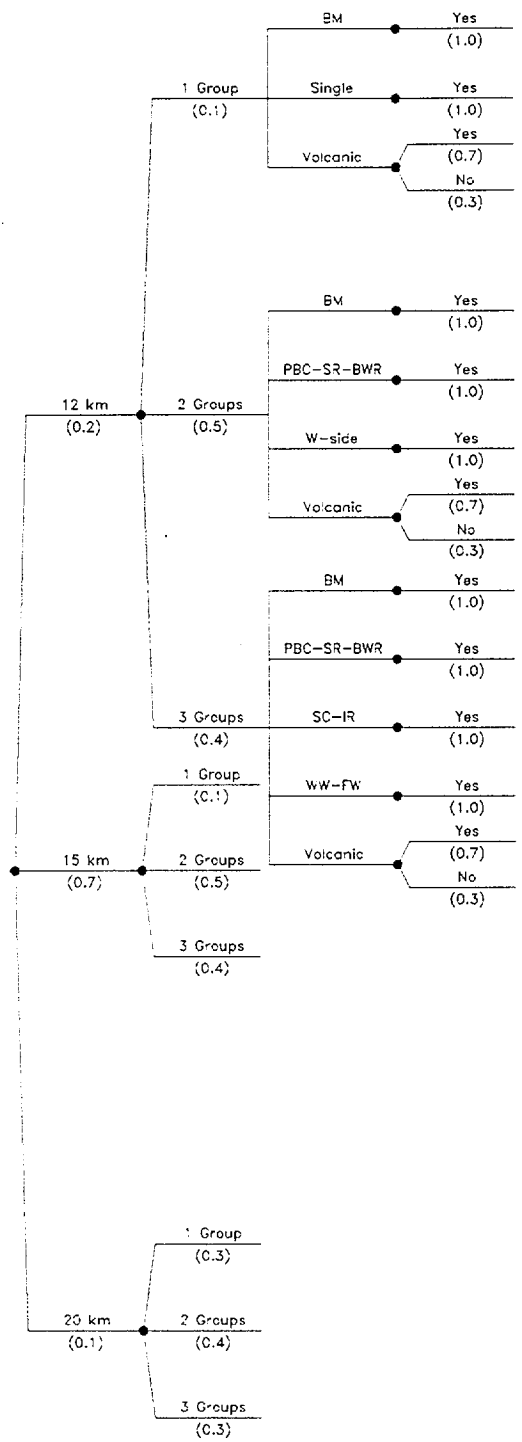 BM
Yes
(1.0)
1 Group
(0.1)
Single
Yes
(1.0)
Volcanic
Yes
(0.7)
No
(0.3)
BM
Yes
(1.0)
PBC-SR-BWR
Yes
(1.0)
12 km
(0.2)
2 Groups
(0.5)
W-side
Yes
(1.0)
Volcanic
Yes
(0.7)
No
(0.3)
BM
Yes
(1.0)
PBC-SR-BWR
Yes
(1.0)
3 Groups
(0.4)
SC-IR
Yes
(1.0)
1 Group
(0.1)
WW-FW
Yes
(1.0)
15 km
(0.7)
2 Groups
(0.5)
Volcanic
Yes
(0.7)
No
(0.3)
3 Groups
(0.4)
1 Group
(0.3)
20 km
(0.1)
2 Groups
(0.4)
3 Groups
(0.3)